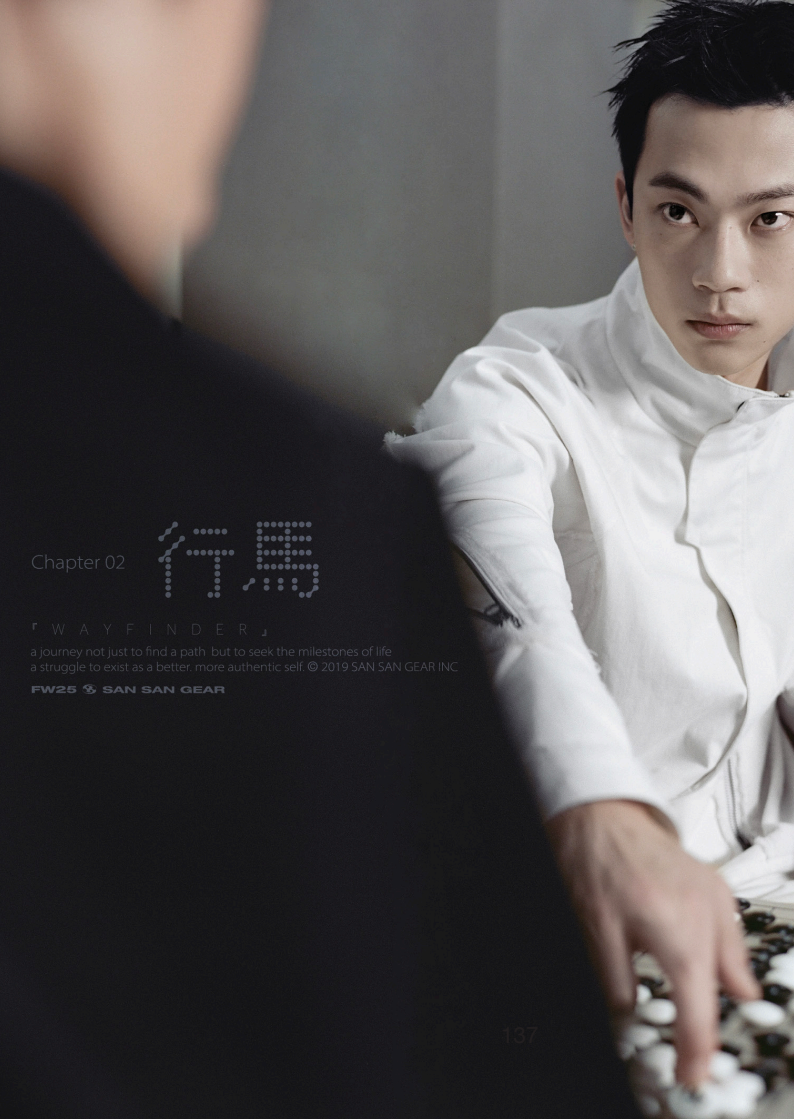 Chapter 02 行馬
『WAYFINDER』
a journey not just to find a path but to seek the milestones of life
a struggle to exist as a better. more authentic self. © 2019 SAN SAN GEAR INC
FW25 SAN SAN GEAR
137